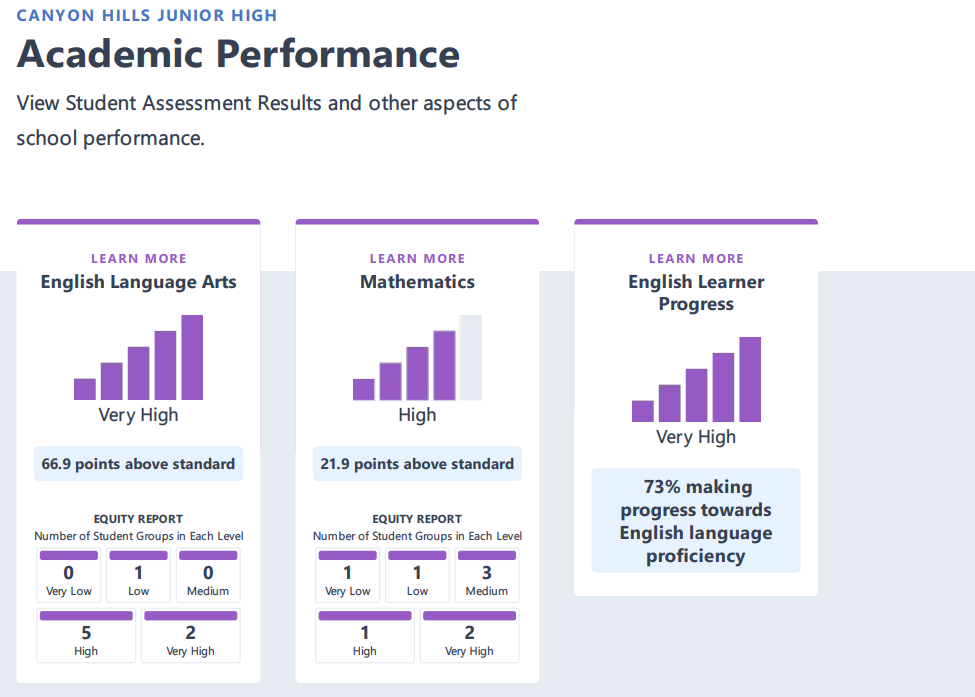 CANYON HILLS JUNIOR HIGH
Academic Performance
View Student Assessment Results and other aspects of
school performance.
LEARN MORE
English Language Arts
Very High
66.9 points above standard
EQUITY REPORT
Number of Student Groups in Each Level
0
Very Low
1
Low
0
Medium
5
High
2
Very High
LEARN MORE
Mathematics
High
21.9 points above standard
EQUITY REPORT
Number of Student Groups in Each Level
1
Very Low
1
Low
3
Medium
1
High
2
Very High
LEARN MORE
English Learner
Progress
Very High
73% making
progress towards
English language
proficiency